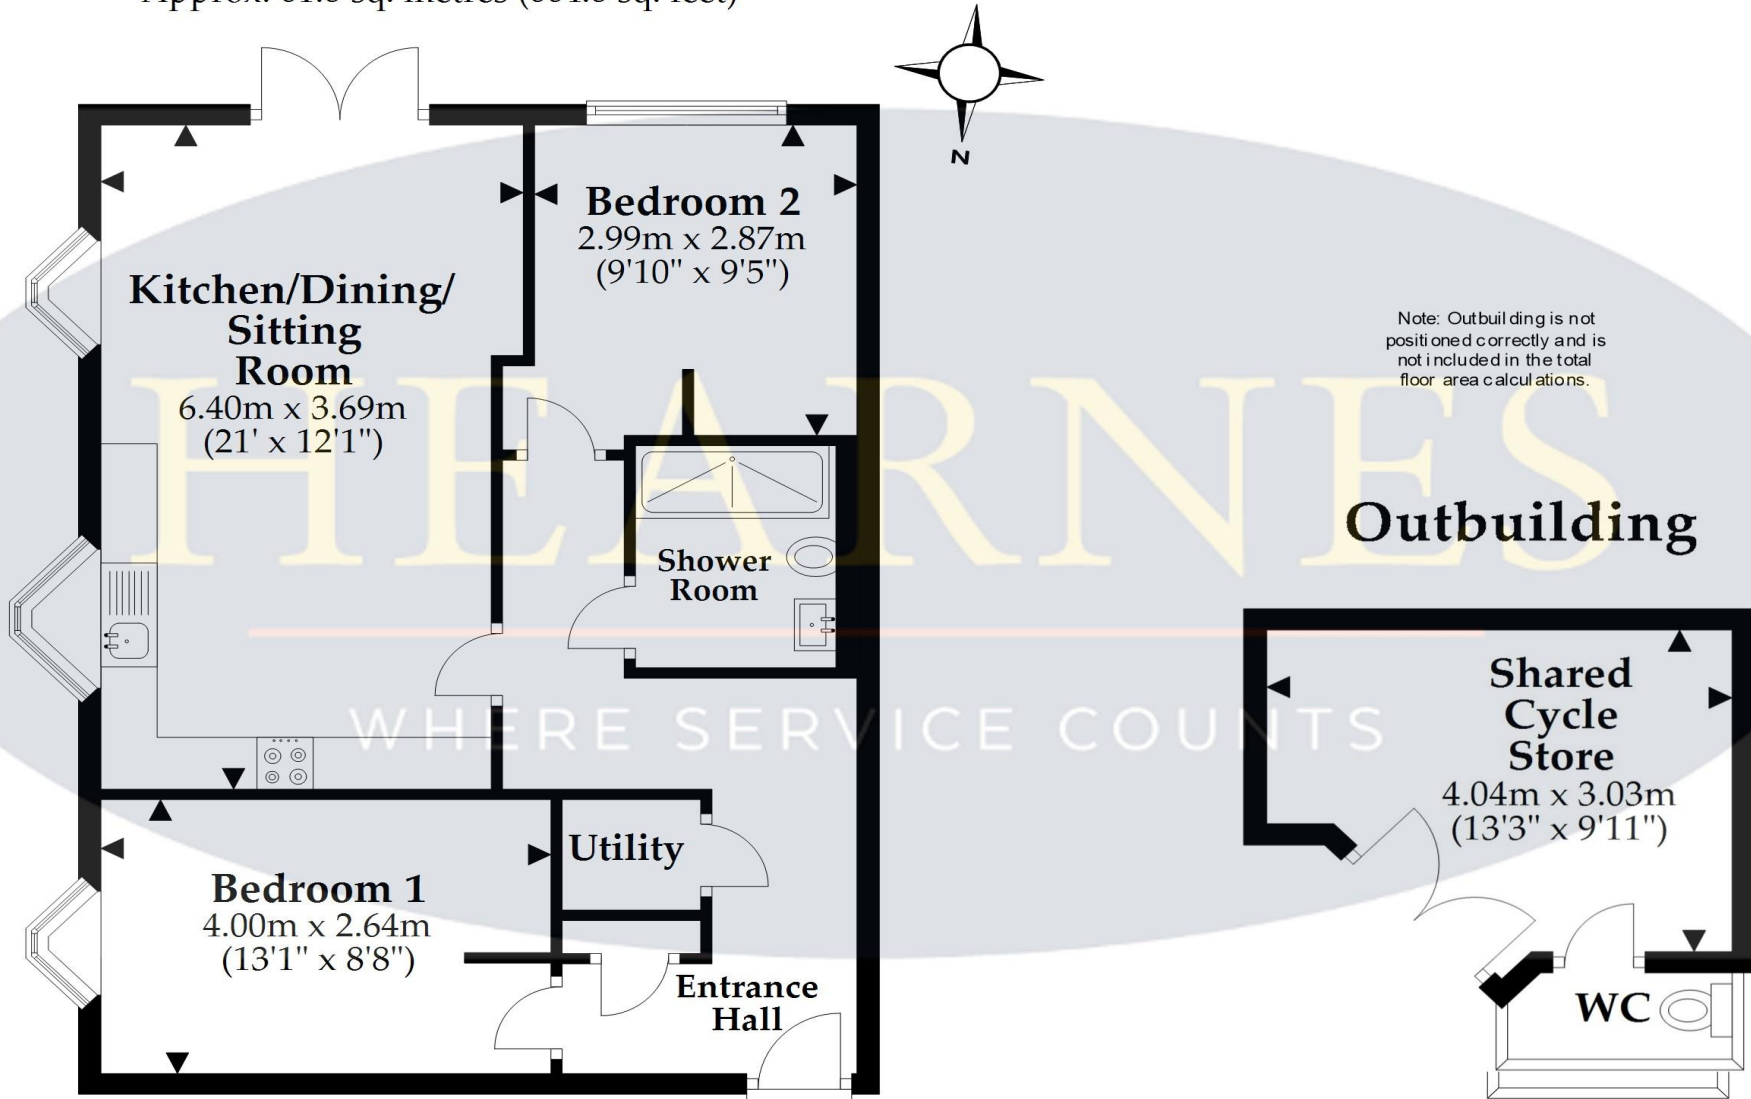 N
Bedroom 2
2.99m x 2.87m
(9'10" x 9'5")
Kitchen/Dining/
Sitting
Room
6.40m x 3.69m
(21' x 12'1")
Note: Outbuilding is not
positioned correctly and is
not included in the total
floor area calculations.
HEARNES
Outbuilding
Shower
Room
WHERE SERVICE COUNTS
Shared
Cycle
Store
4.04m x 3.03m
(13'3" x 9'11")
Utility
Bedroom 1
4.00m x 2.64m
(13'1" x 8'8")
Entrance
Hall
WC